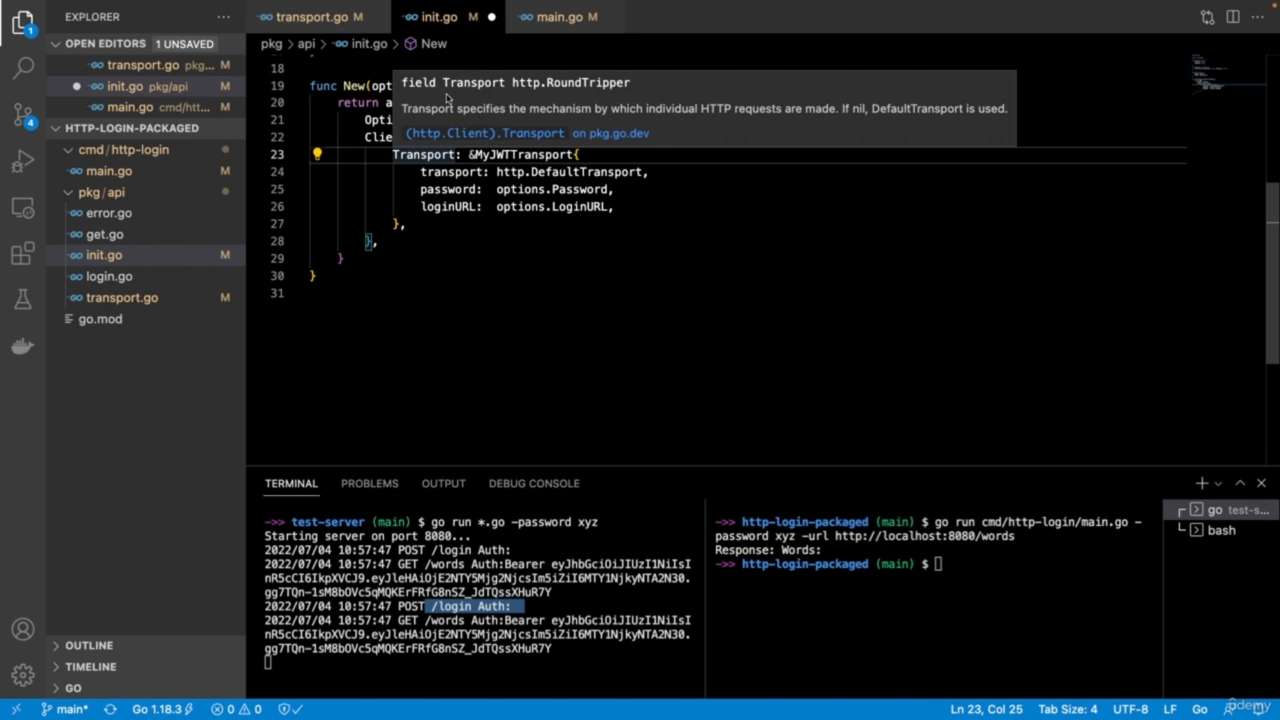 EXPLORER
OPEN EDITORS 1 UNSAVED
transport.go pkg... M
init.go pkg/api M
main.go cmd/htt... M
HTTP-LOGIN-PACKAGED
cmd/http-login
main.go M
pkg/api
error.go
get.go
init.go M
login.go
transport.go M
go.mod
OUTLINE
TIMELINE
GO
transport.go M
init.go M
main.go M
pkg > api > init.go > New
18
19 func New(opt
20 return a
21 Opti
22 Clie
field Transport http.RoundTripper
Transport specifies the mechanism by which individual HTTP requests are made. If nil, DefaultTransport is used.
(http.Client).Transport on pkg.go.dev
23 Transport: &MyJWTTransport{
24 transport: http.DefaultTransport,
25 password: options.Password,
26 loginURL: options.LoginURL,
27 },
28 },
29 }
30 }
31
TERMINAL PROBLEMS OUTPUT DEBUG CONSOLE
->> test-server (main) $ go run *.go -password xyz
Starting server on port 8080...
2022/07/04 10:57:47 POST /login Auth:
2022/07/04 10:57:47 GET /words Auth:Bearer eyJhbGciOiJIUzI1NiIsI
nR5cCI6IkpXVCJ9.eyJleHAiOjE2NTY5Mjg2NjcsIm5iZiI6MTY1NjkyNTA2N30.
gg7TQn-1sM8bOVc5qMQKErFRfG8nSZ_JdTQssXHuR7Y
2022/07/04 10:57:47 POST /login Auth:
2022/07/04 10:57:47 GET /words Auth:Bearer eyJhbGciOiJIUzI1NiIsI
nR5cCI6IkpXVCJ9.eyJleHAiOjE2NTY5Mjg2NjcsIm5iZiI6MTY1NjkyNTA2N30.
gg7TQn-1sM8bOVc5qMQKErFRfG8nSZ_JdTQssXHuR7Y
->> http-login-packaged (main) $ go run cmd/http-login/main.go -
password xyz -url http://localhost:8080/words
Response: Words:
->> http-login-packaged (main) $
go test-s...
bash
main* Go 1.18.3 0 0 Ln 23, Col 25 Tab Size: 4 UTF-8 LF Go
1
4
udemy